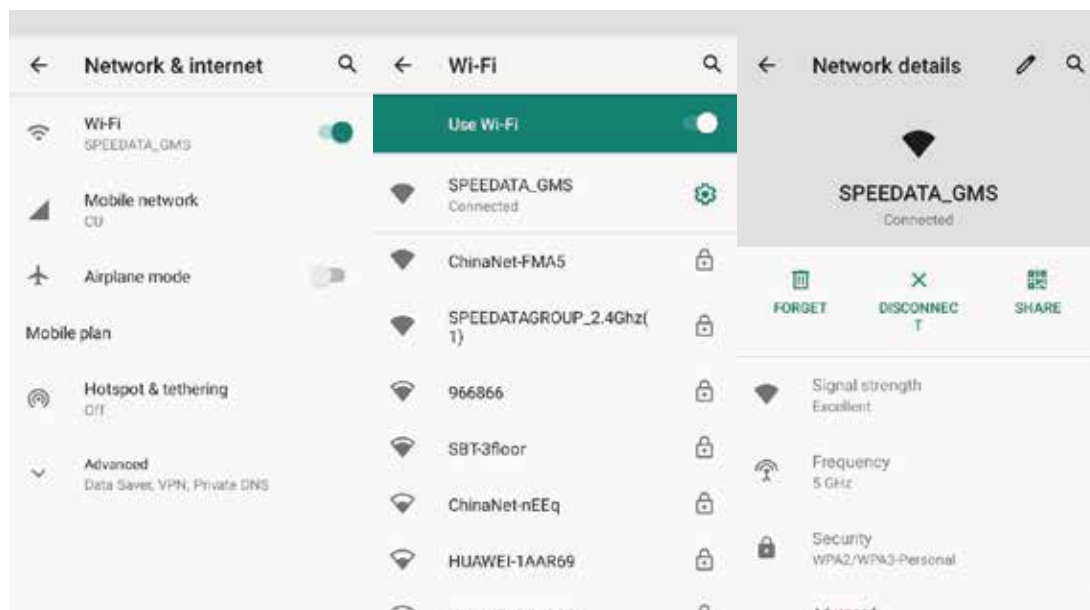 Network & internet
Wi-Fi
SPEEDATA_GMS
Mobile network
CU
Airplane mode
Mobile plan
Hotspot & tethering
Off
Advanced
Data Saver, VPN, Private DNS
Wi-Fi
Use Wi-Fi
SPEEDATA_GMS
Connected
ChinaNet-FMA5
SPEEDATAGROUP_2.4Ghz(
1)
966866
SBT-3floor
ChinaNet-nEEq
HUAWEI-1AAR69
Network details
SPEEDATA_GMS
Connected
FORGET
DISCONNEC
T
SHARE
Signal strength
Excellent
Frequency
5 GHz
Security
WPA2/WPA3-Personal